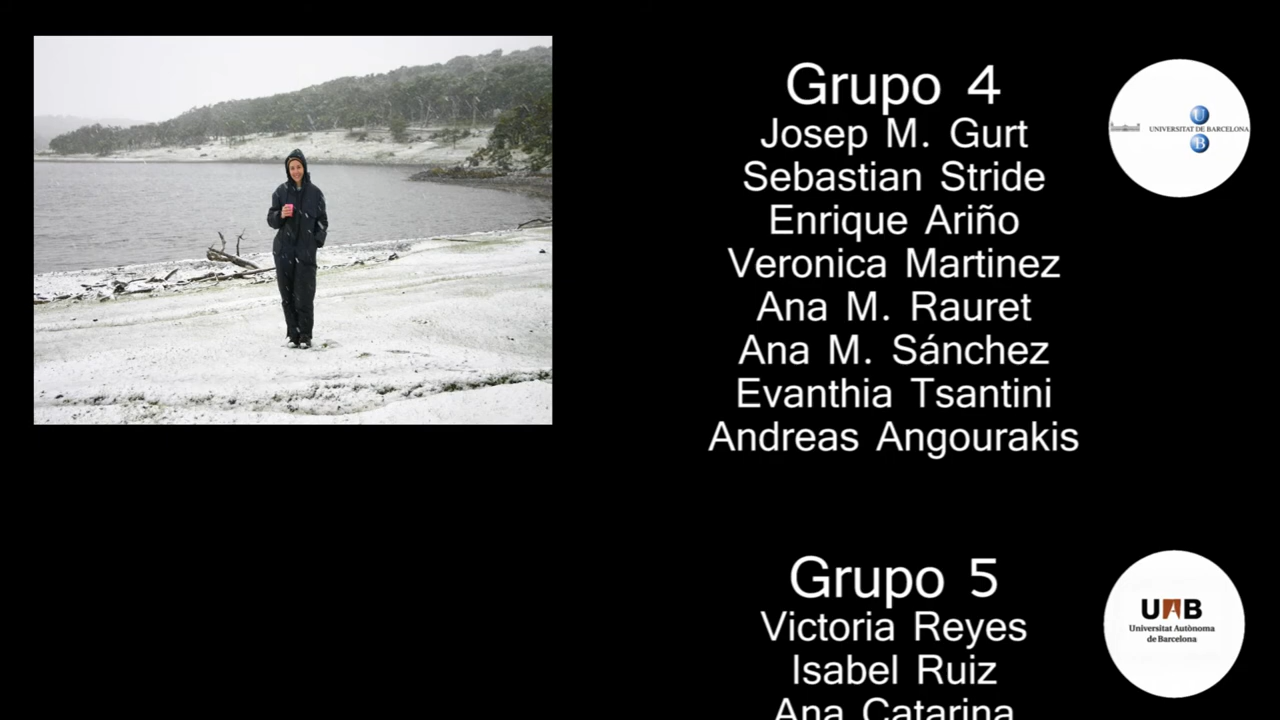 Grupo 4
Josep M. Gurt
Sebastian Stride
Enrique Ariño
Veronica Martinez
Ana M. Rauret
Ana M. Sánchez
Evanthia Tsantini
Andreas Angourakis
U
UNIVERSITAT DE BARCELONA
B
Grupo 5
Victoria Reyes
Isabel Ruiz
Ana Catarina
UAB
Universitat Autònoma
de Barcelona